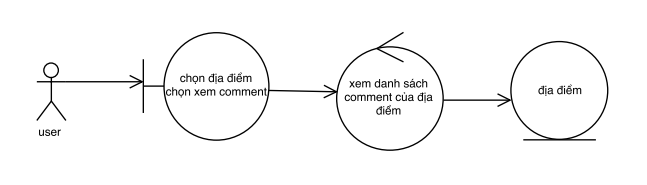 user
chọn địa điểm
chọn xem comment
xem danh sách
comment của địa
điểm
địa điểm